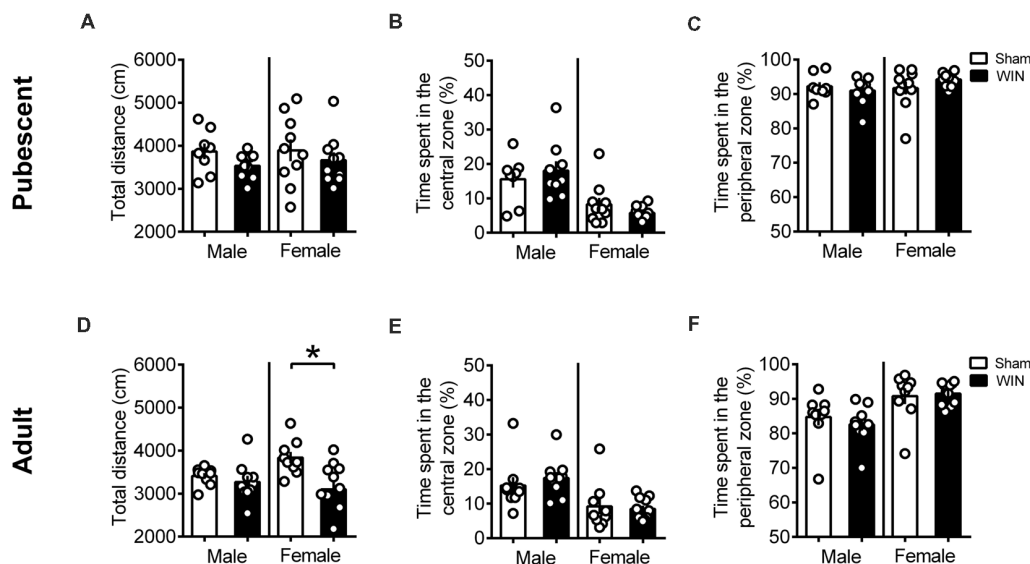 A
B
C
Pubescent
Total distance (cm)
6000
5000
4000
3000
2000
Male
Female
Time spent in the
central zone (%)
50
40
30
20
10
0
Male
Female
Time spent in the
the peripheral zone (%)
100
90
80
70
60
50
Male
Female
Sham
WIN
D
E
F
Adult
Total distance (cm)
6000
5000
4000
3000
2000
*
Male
Female
Time spent in the
central zone (%)
50
40
30
20
10
0
Male
Female
Time spent in the
the peripheral zone (%)
100
90
80
70
60
50
Male
Female
Sham
WIN